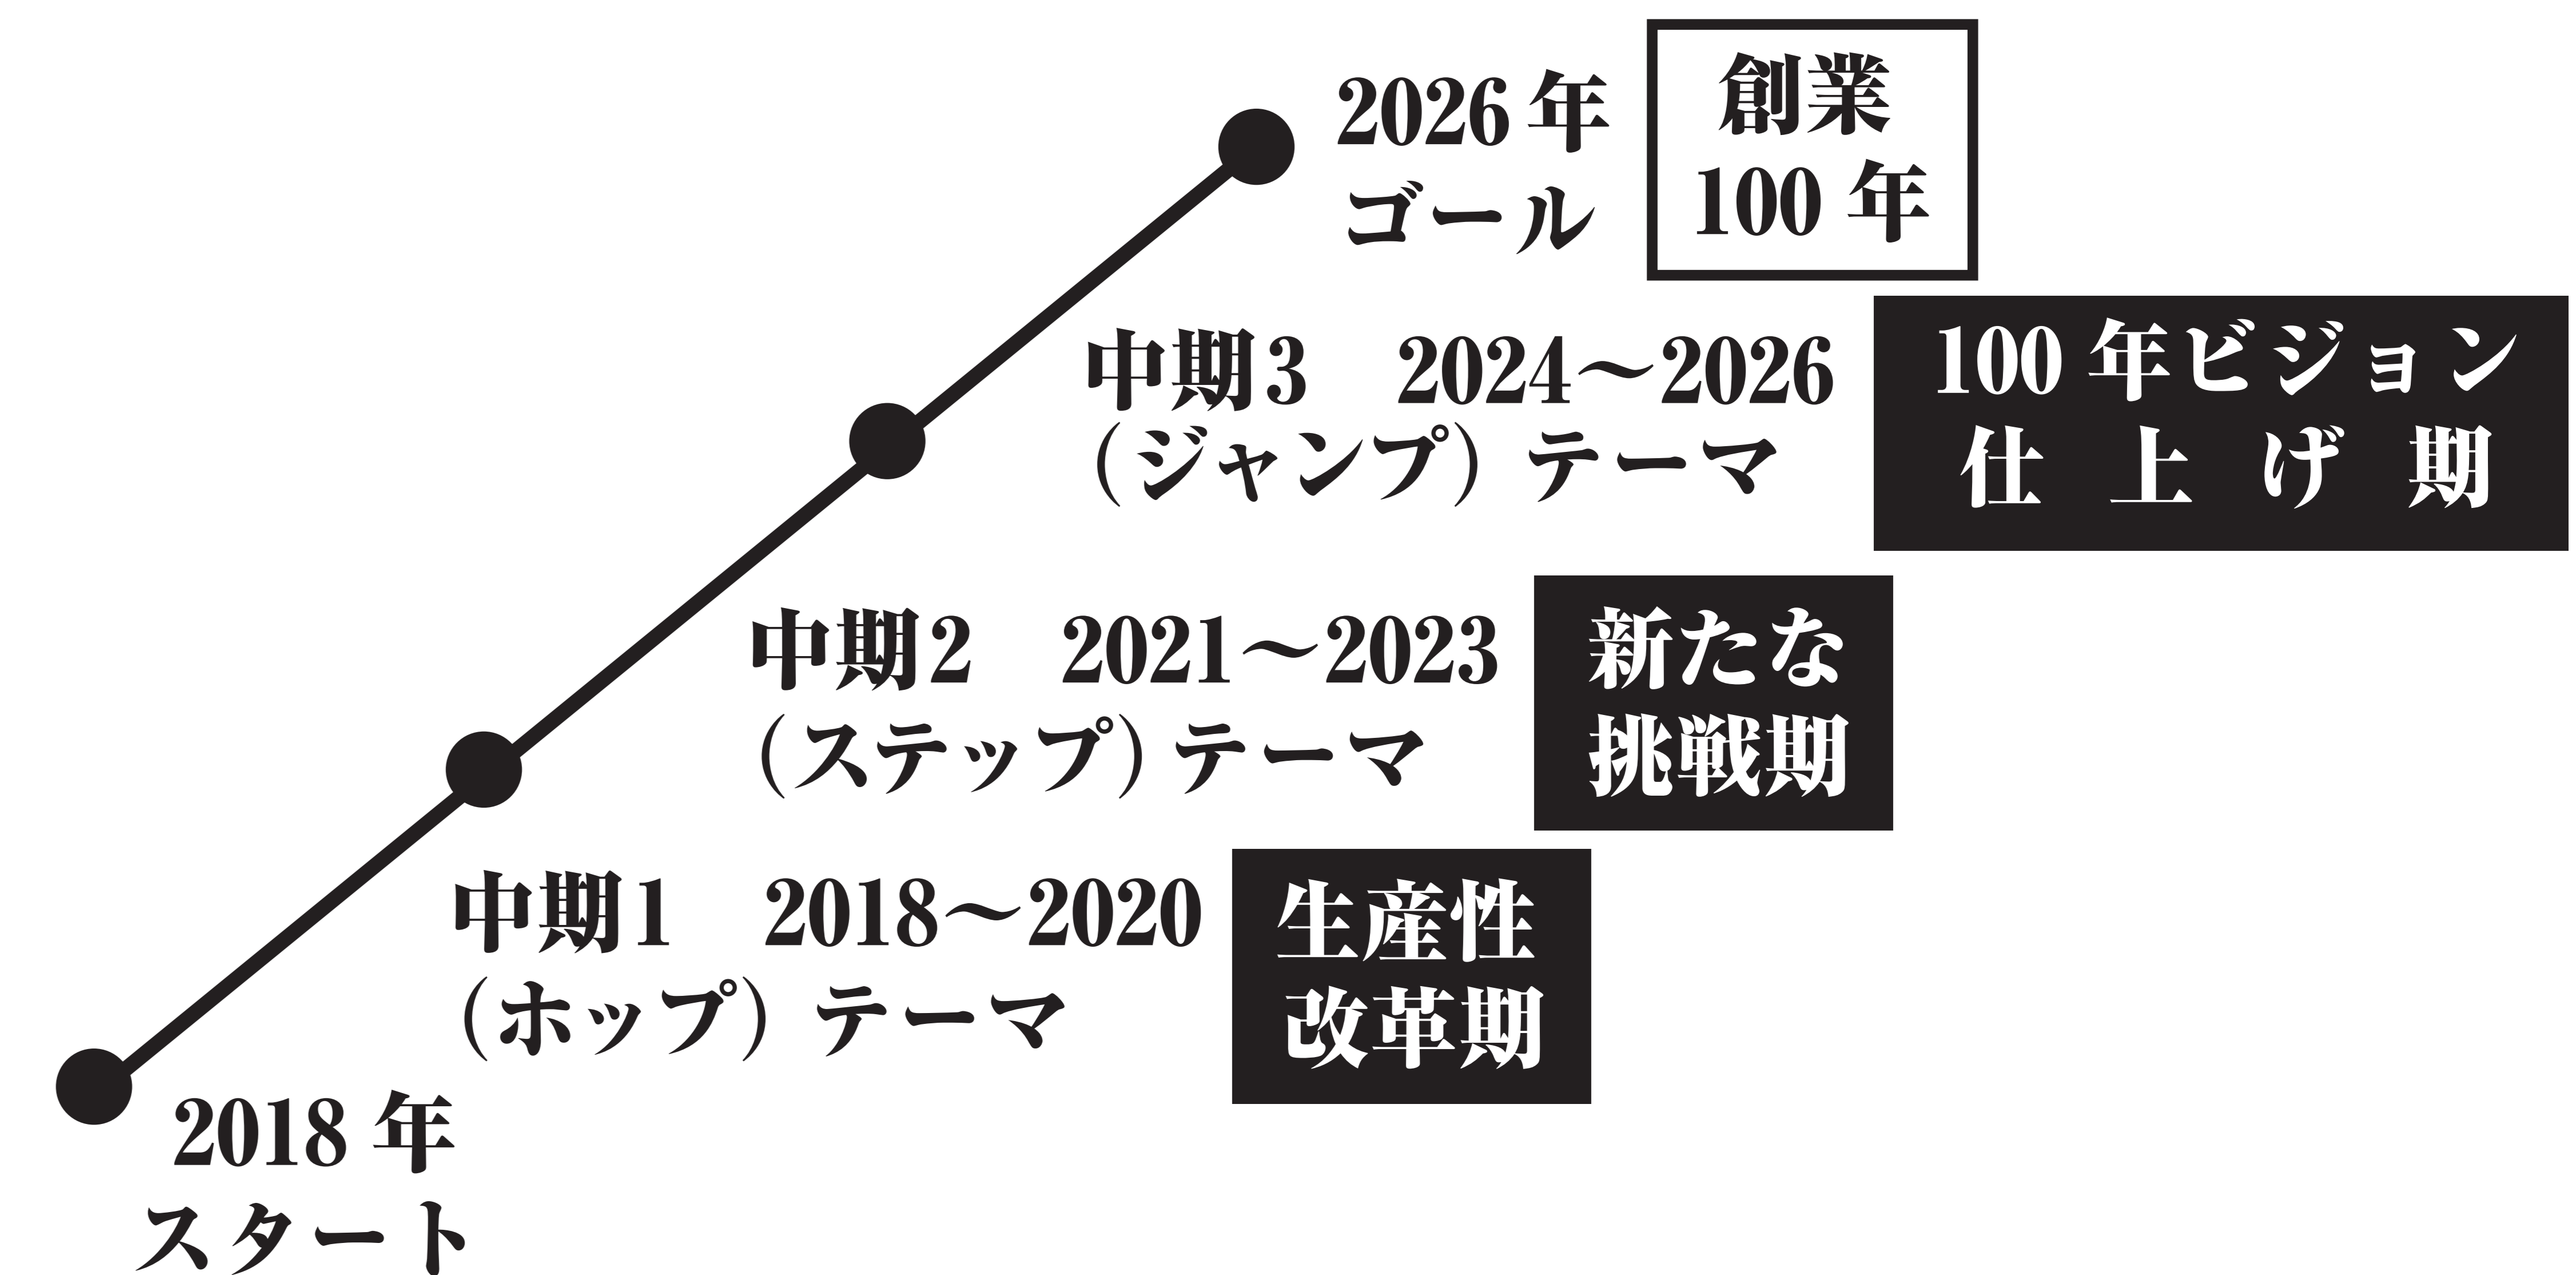 2026年
ゴール
創業
100年
中期3　2024～2026
（ジャンプ）テーマ
100年ビジョン
仕上げ期
中期2　2021～2023
（ステップ）テーマ
新たな
挑戦期
中期1　2018～2020
（ホップ）テーマ
生産性
改革期
2018年
スタート